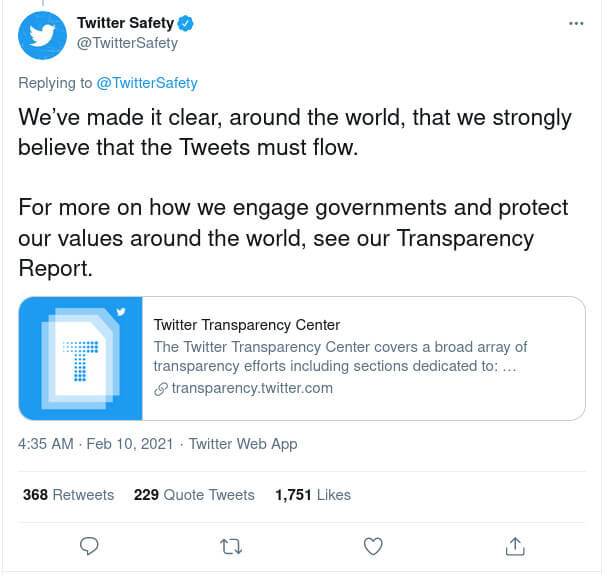 Twitter Safety
@TwitterSafety
Replying to @TwitterSafety
We've made it clear, around the world, that we strongly
believe that the Tweets must flow.
For more on how we engage governments and protect
our values around the world, see our Transparency
Report.
T
Twitter Transparency Center
The Twitter Transparency Center covers a broad array of
transparency efforts including sections dedicated to: …
transparency.twitter.com
4:35 AM · Feb 10, 2021 · Twitter Web App
368 Retweets 229 Quote Tweets 1,751 Likes